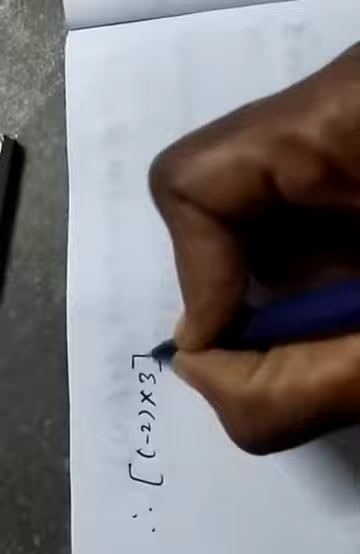 ∴ [(-2) × 3]